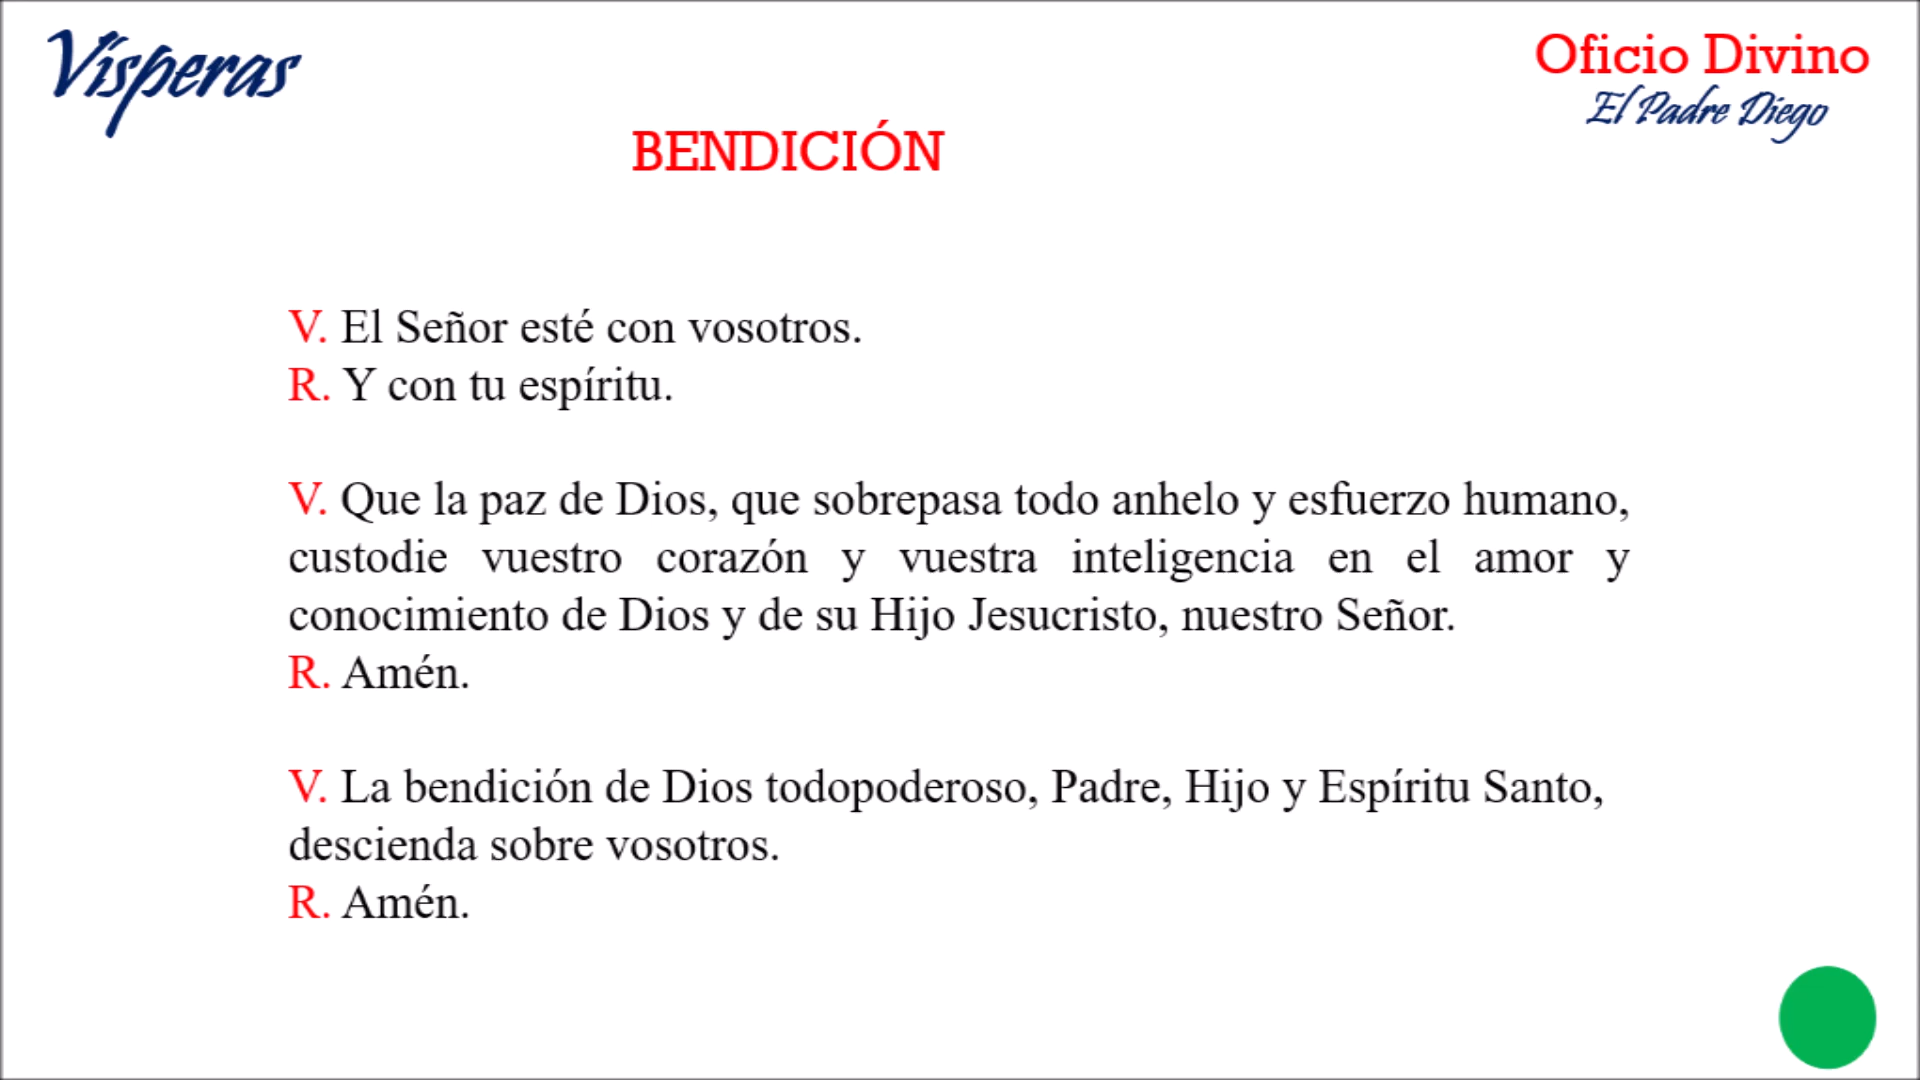 Vísperas
Oficio Divino
El Padre Diego
BENDICIÓN
V. El Señor esté con vosotros.
R. Y con tu espíritu.
V. Que la paz de Dios, que sobrepasa todo anhelo y esfuerzo humano,
custodie vuestro corazón y vuestra inteligencia en el amor y
conocimiento de Dios y de su Hijo Jesucristo, nuestro Señor.
R. Amén.
V. La bendición de Dios todopoderoso, Padre, Hijo y Espíritu Santo,
descienda sobre vosotros.
R. Amén.